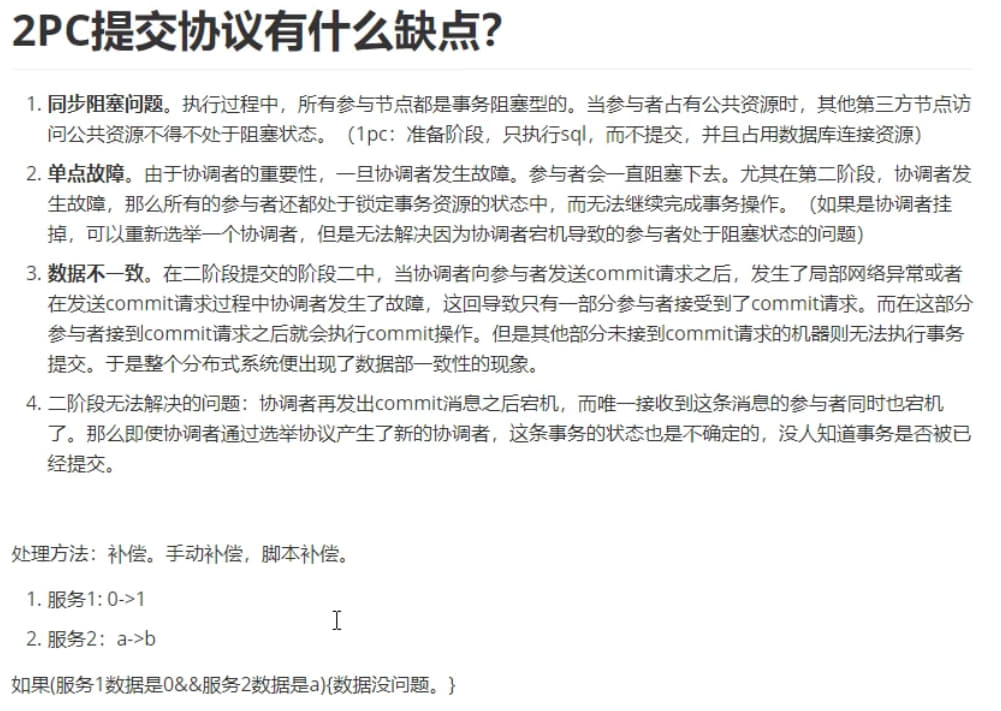 2PC提交协议有什么缺点？
1. 同步阻塞问题。执行过程中，所有参与节点都是事务阻塞型的。当参与者占有公共资源时，其他第三方节点访
问公共资源不得不处于阻塞状态。（1pc：准备阶段，只执行sql，而不提交，并且占用数据库连接资源）
2. 单点故障。由于协调者的重要性，一旦协调者发生故障。参与者会一直阻塞下去。尤其在第二阶段，协调者发
生故障，那么所有的参与者还都处于锁定事务资源的状态中，而无法继续完成事务操作。（如果是协调者挂
掉，可以重新选举一个协调者，但是无法解决因为协调者宕机导致的参与者处于阻塞状态的问题）
3. 数据不一致。在二阶段提交的阶段二中，当协调者向参与者发送commit请求之后，发生了局部网络异常或者
在发送commit请求过程中协调者发生了故障，这回导致只有一部分参与者接受到了commit请求。而在这部分
参与者接到commit请求之后就会执行commit操作。但是其他部分未接到commit请求的机器则无法执行事务
提交。于是整个分布式系统便出现了数据部一致性的现象。
4. 二阶段无法解决的问题：协调者再发出commit消息之后宕机，而唯一接收到这条消息的参与者同时也宕机
了。那么即使协调者通过选举协议产生了新的协调者，这条事务的状态也是不确定的，没人知道事务是否被已
经提交。
处理方法：补偿。手动补偿，脚本补偿。
1. 服务1: 0->1
2. 服务2：a->b
如果(服务1数据是0&&服务2数据是a){数据没问题。}